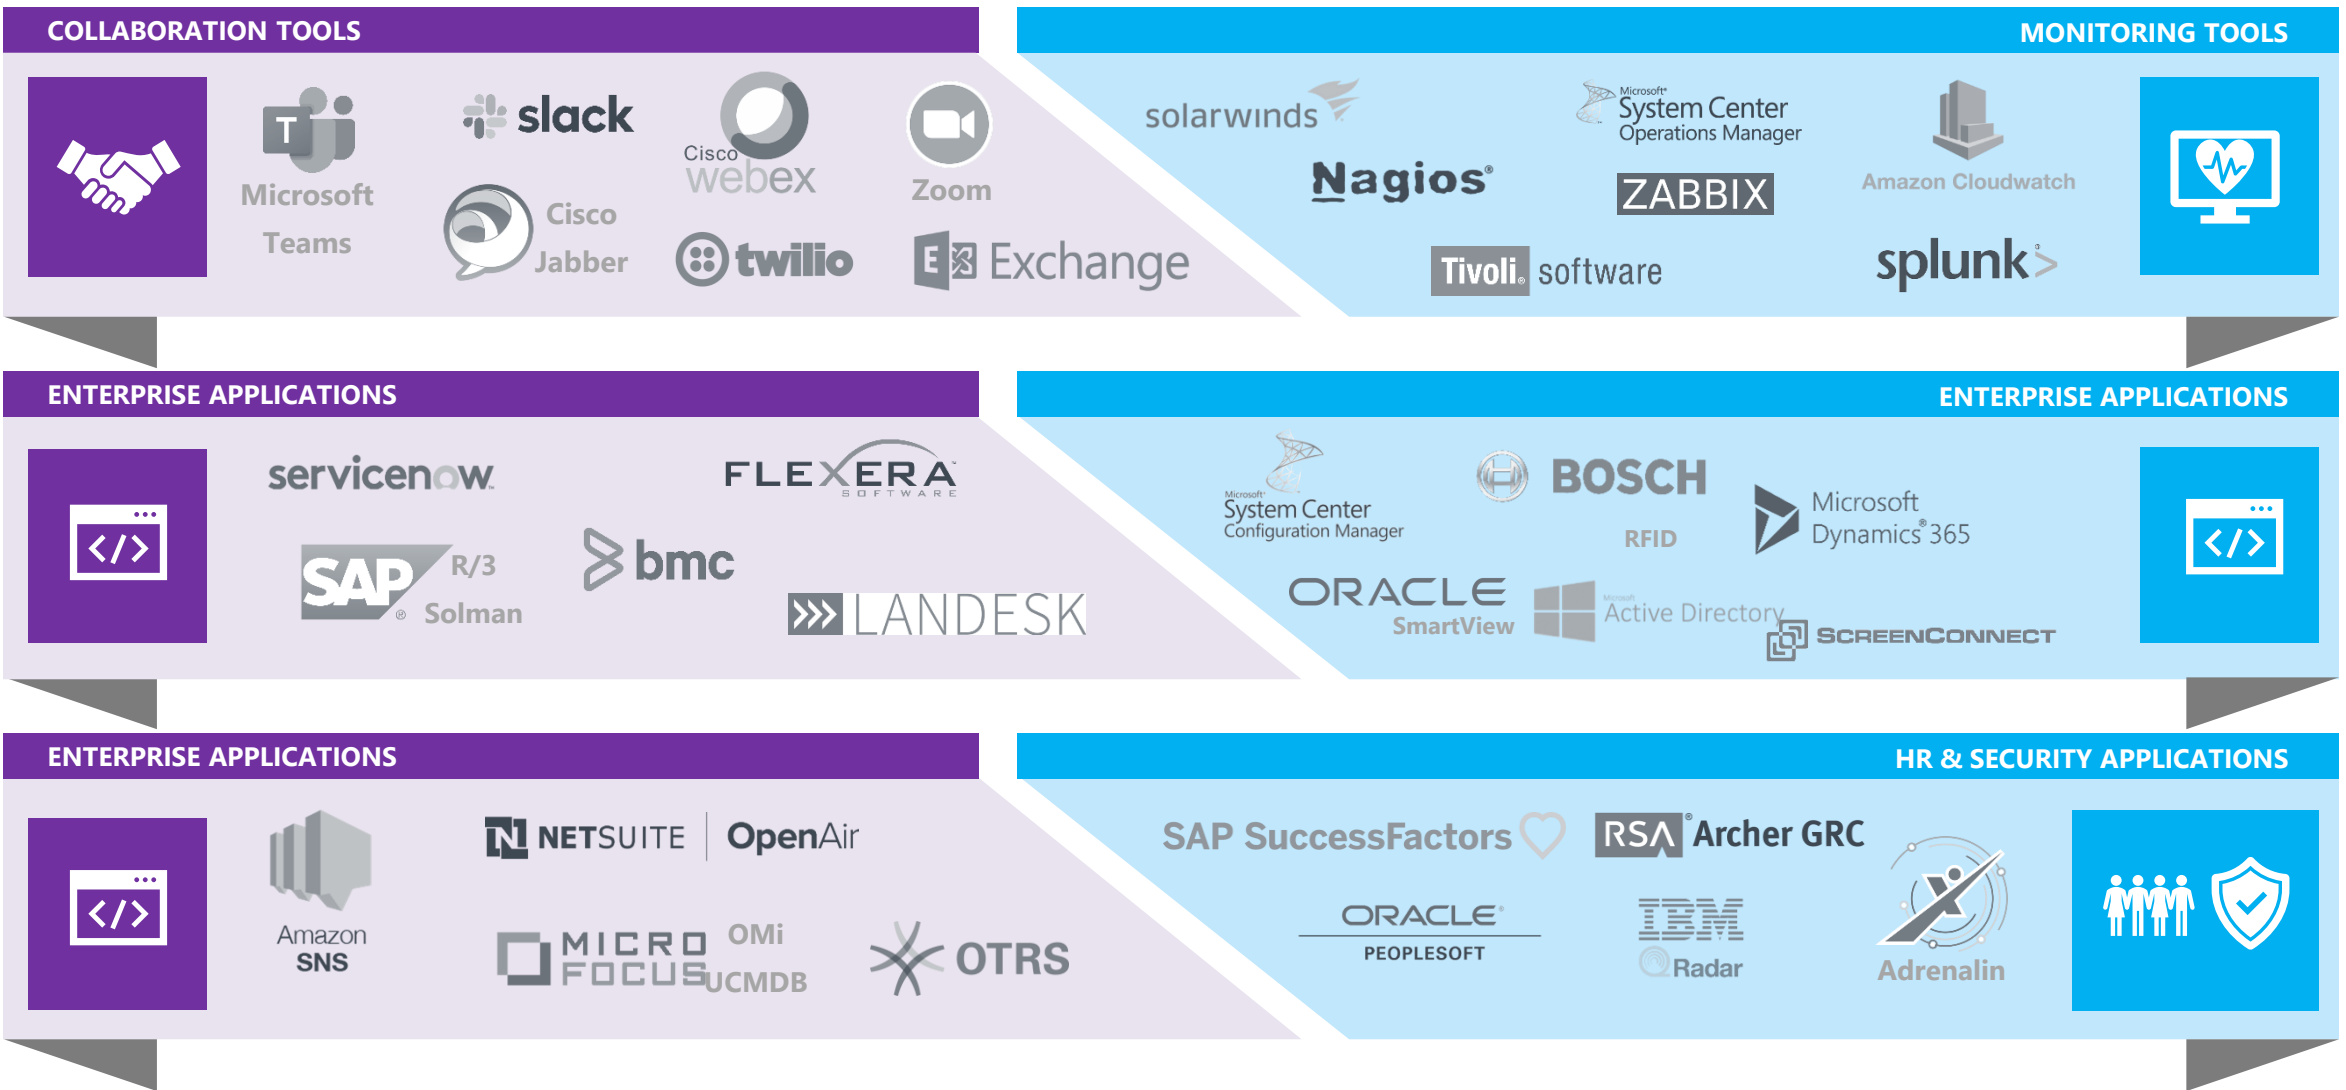 COLLABORATION TOOLS
T
Microsoft
Teams
slack
Cisco
webex
Zoom
Cisco
Jabber
twilio
E Exchange
MONITORING TOOLS
solarwinds
Microsoft®
System Center
Operations Manager
Amazon Cloudwatch
Nagios®
ZABBIX
Tivoli® software
splunk>®
ENTERPRISE APPLICATIONS
servicenow™
FLEXERA™
SOFTWARE
SAP® R/3
Solman
bmc
LANDESK
ENTERPRISE APPLICATIONS
Microsoft®
System Center
Configuration Manager
BOSCH
RFID
Microsoft
Dynamics® 365
ORACLE
SmartView
Microsoft
Active Directory
SCREENCONNECT
ENTERPRISE APPLICATIONS
Amazon
SNS
N NETSUITE | OpenAir
MICRO
FOCUS
OMi
UCMDB
OTRS
HR & SECURITY APPLICATIONS
SAP SuccessFactors
RSA® Archer GRC
ORACLE®
PEOPLESOFT
IBM
QRadar
Adrenalin